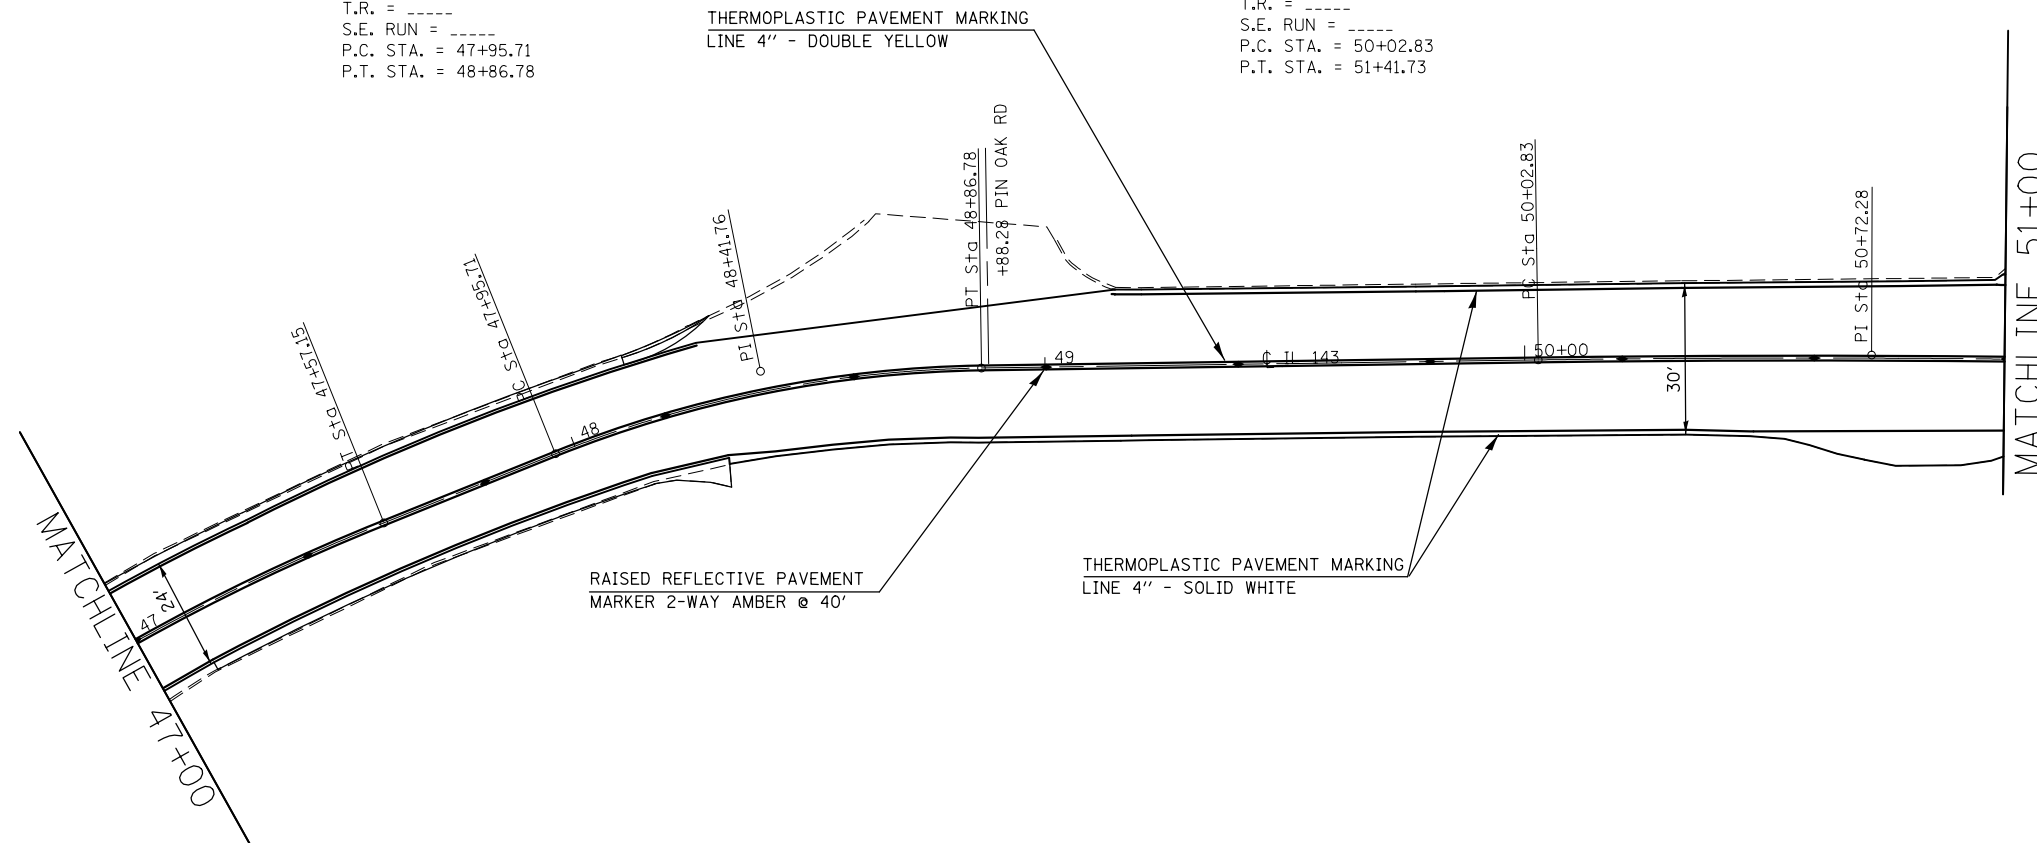 T.R. = _____
S.E. RUN = _____
P.C. STA. = 47+95.71
P.T. STA. = 48+86.78
THERMOPLASTIC PAVEMENT MARKING
LINE 4" - DOUBLE YELLOW
T.R. = _____
S.E. RUN = _____
P.C. STA. = 50+02.83
P.T. STA. = 51+41.73
PT Sta 47+57.15
PC Sta 47+95.71
PI Sta 48+41.76
PT Sta 48+86.78
+88.28 PIN OAK RD
PC Sta 50+02.83
PI Sta 50+72.28
MATCHLINE 51+00
47
48
49
℄ IL 143
50+00
30'
24'
MATCHLINE 47+00
RAISED REFLECTIVE PAVEMENT
MARKER 2-WAY AMBER @ 40'
THERMOPLASTIC PAVEMENT MARKING
LINE 4" - SOLID WHITE